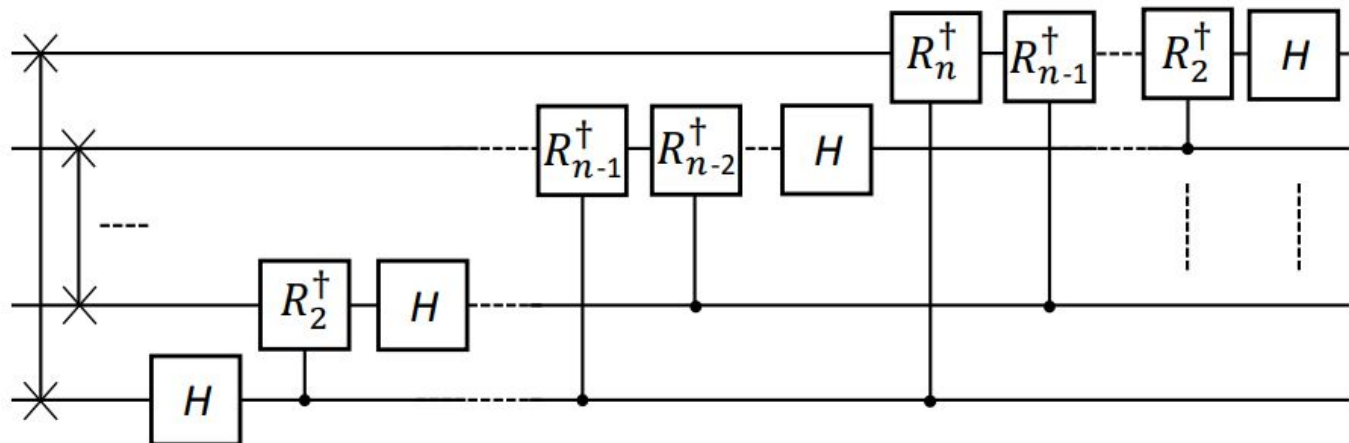 R†n R†n-1 R†2 H
R†n-1 R†n-2 H
R†2 H
H